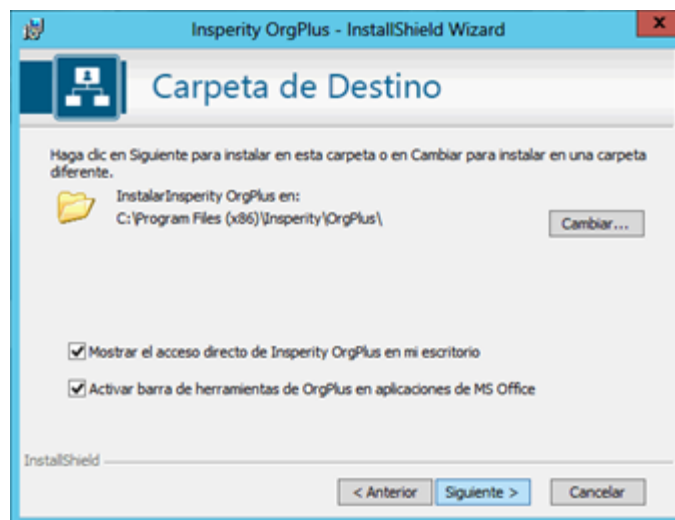 Insperity OrgPlus - InstallShield Wizard
x
Carpeta de Destino
Haga clic en Siguiente para instalar en esta carpeta o en Cambiar para instalar en una carpeta
diferente.
InstalarInsperity OrgPlus en:
C:\Program Files (x86)\Insperity\OrgPlus\
Cambiar...
Mostrar el acceso directo de Insperity OrgPlus en mi escritorio
Activar barra de herramientas de OrgPlus en aplicaciones de MS Office
InstallShield
< Anterior
Siguiente >
Cancelar